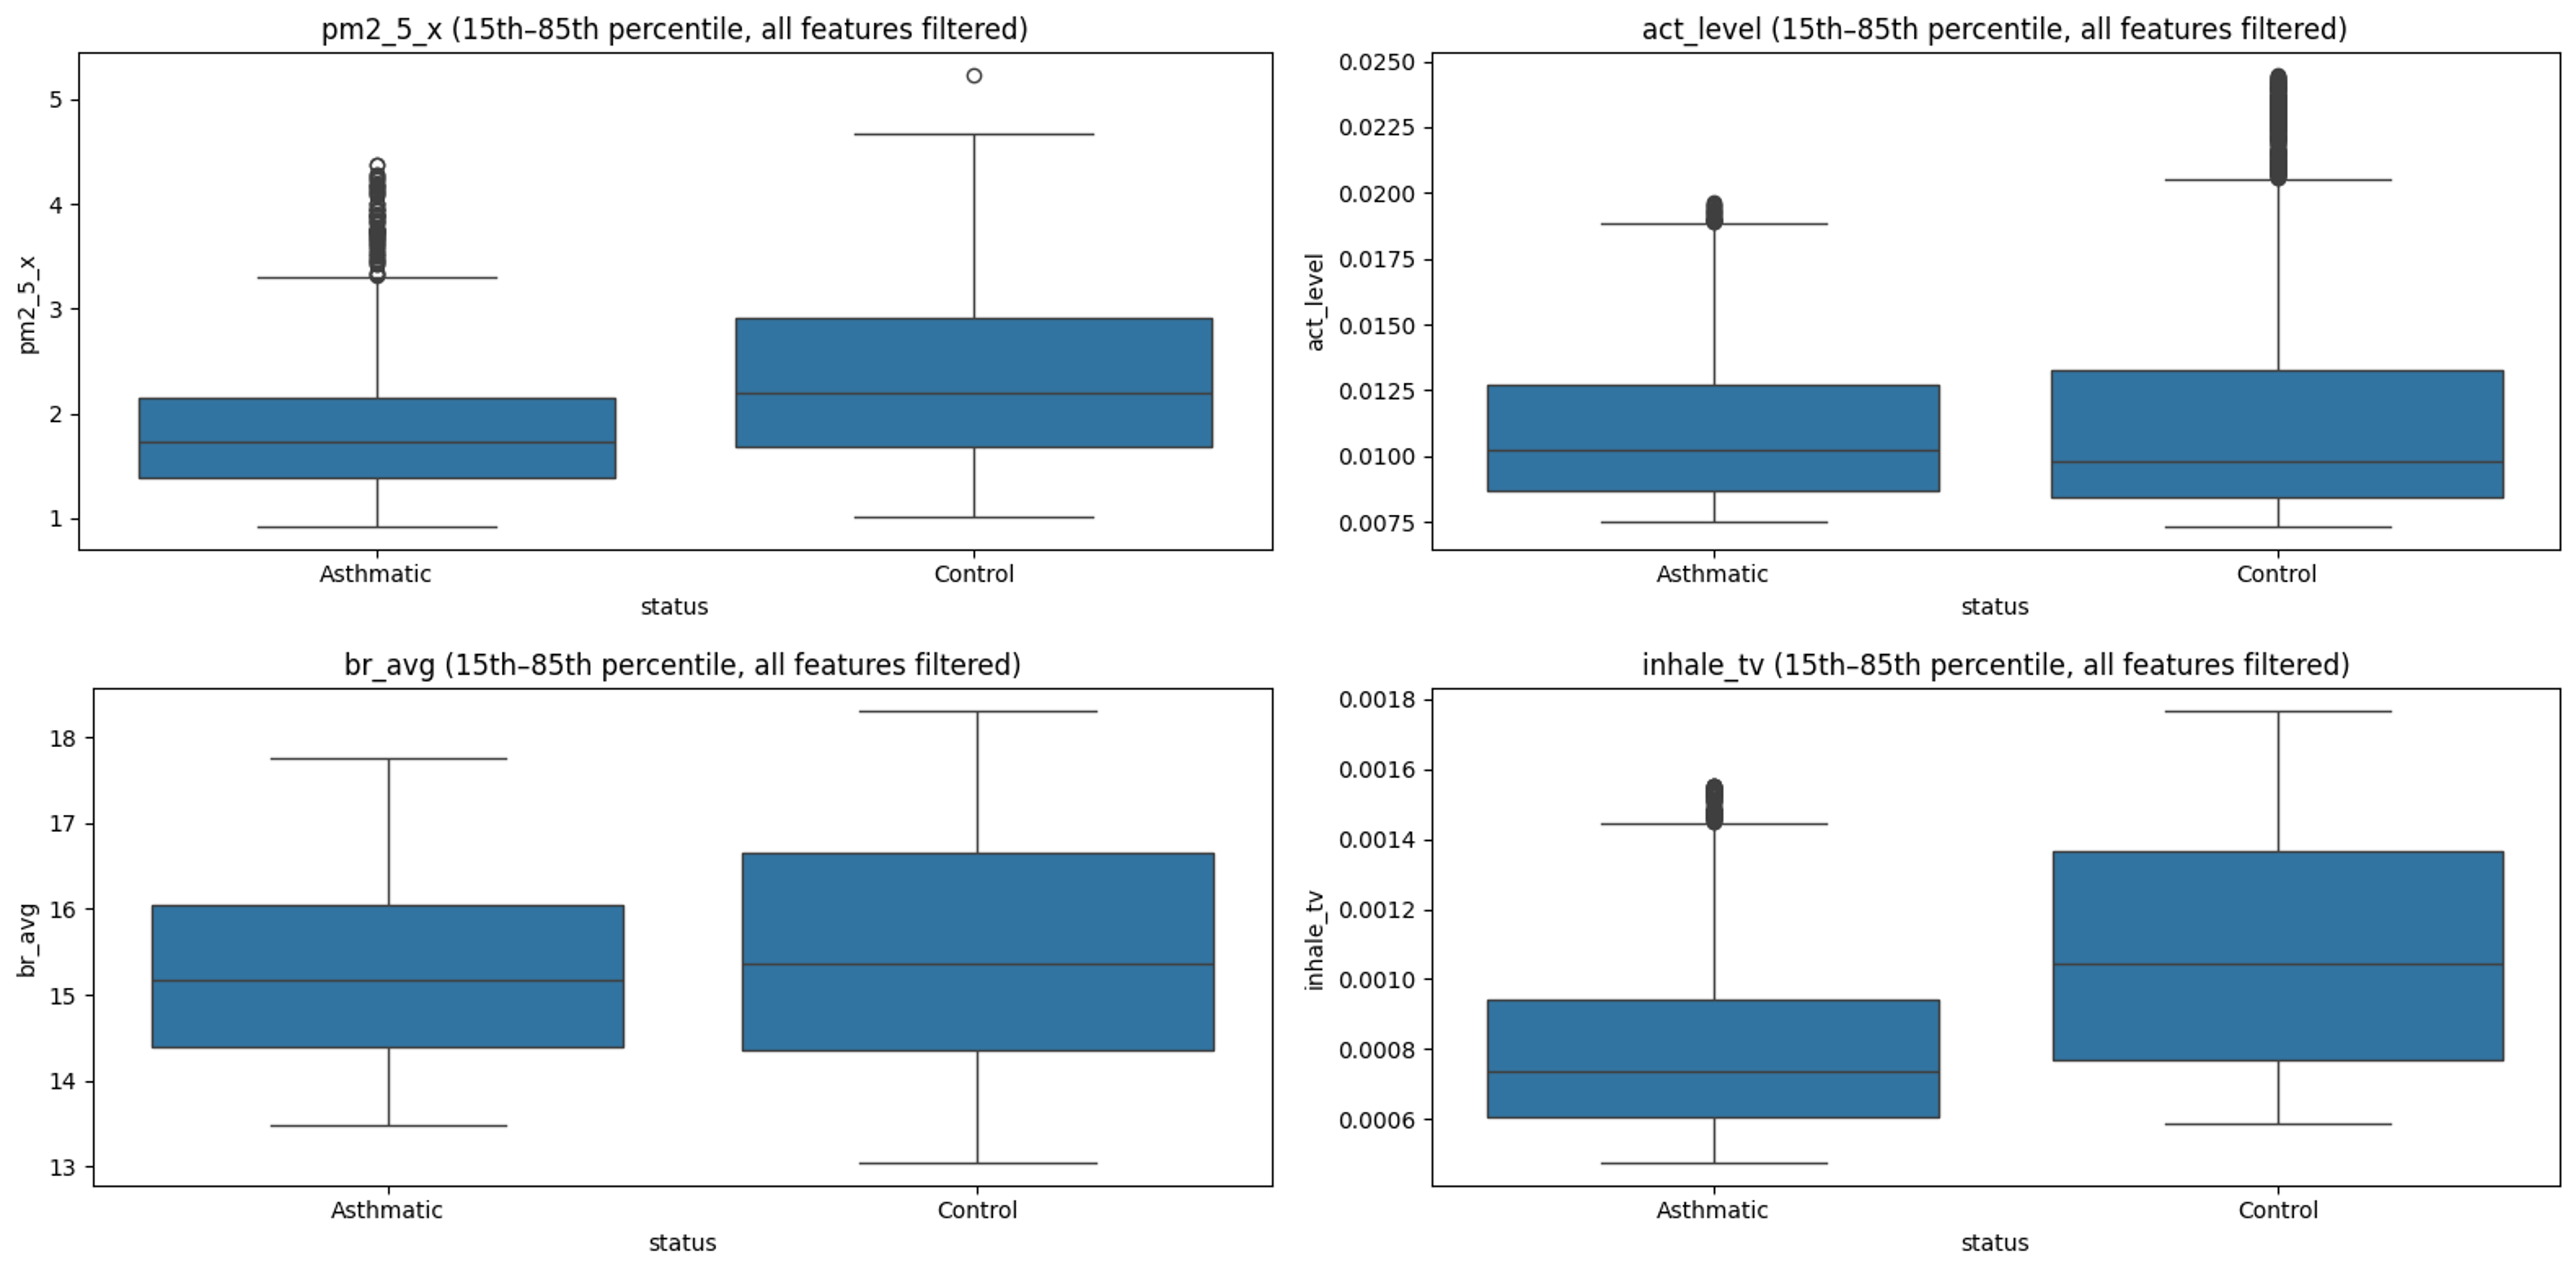 pm2_5_x (15th–85th percentile, all features filtered)
pm2_5_x
5
4
3
2
1
Asthmatic Control
status
act_level (15th–85th percentile, all features filtered)
act_level
0.0250
0.0225
0.0200
0.0175
0.0150
0.0125
0.0100
0.0075
Asthmatic Control
status
br_avg (15th–85th percentile, all features filtered)
br_avg
18
17
16
15
14
13
Asthmatic Control
status
inhale_tv (15th–85th percentile, all features filtered)
inhale_tv
0.0018
0.0016
0.0014
0.0012
0.0010
0.0008
0.0006
Asthmatic Control
status